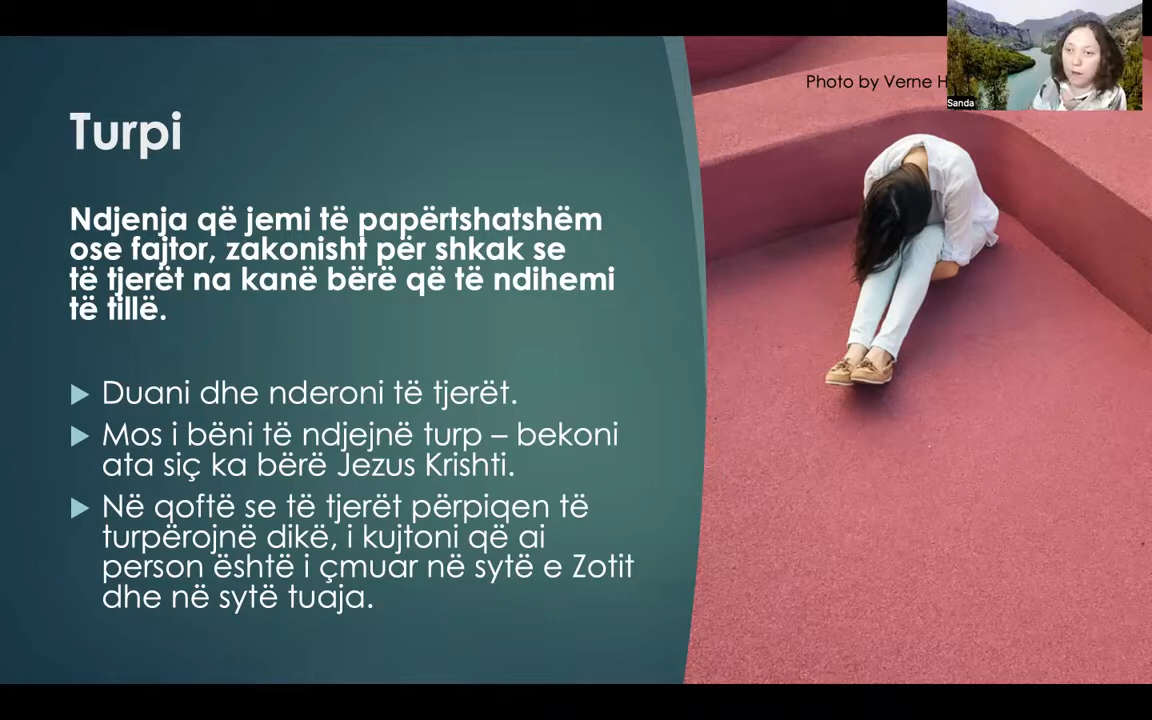 Photo by Verne
Sanda
Turpi
Ndjenja që jemi të papërtshatshëm
ose fajtor, zakonisht për shkak se
të tjerët na kanë bërë që të ndihemi
të tillë.
Duani dhe nderoni të tjerët.
Mos i bëni të ndjejnë turp – bekoni
ata siç ka bërë Jezus Krishti.
Në qoftë se të tjerët përpiqen të
turpërojnë dikë, i kujtoni që ai
person është i çmuar në sytë e Zotit
dhe në sytë tuaja.